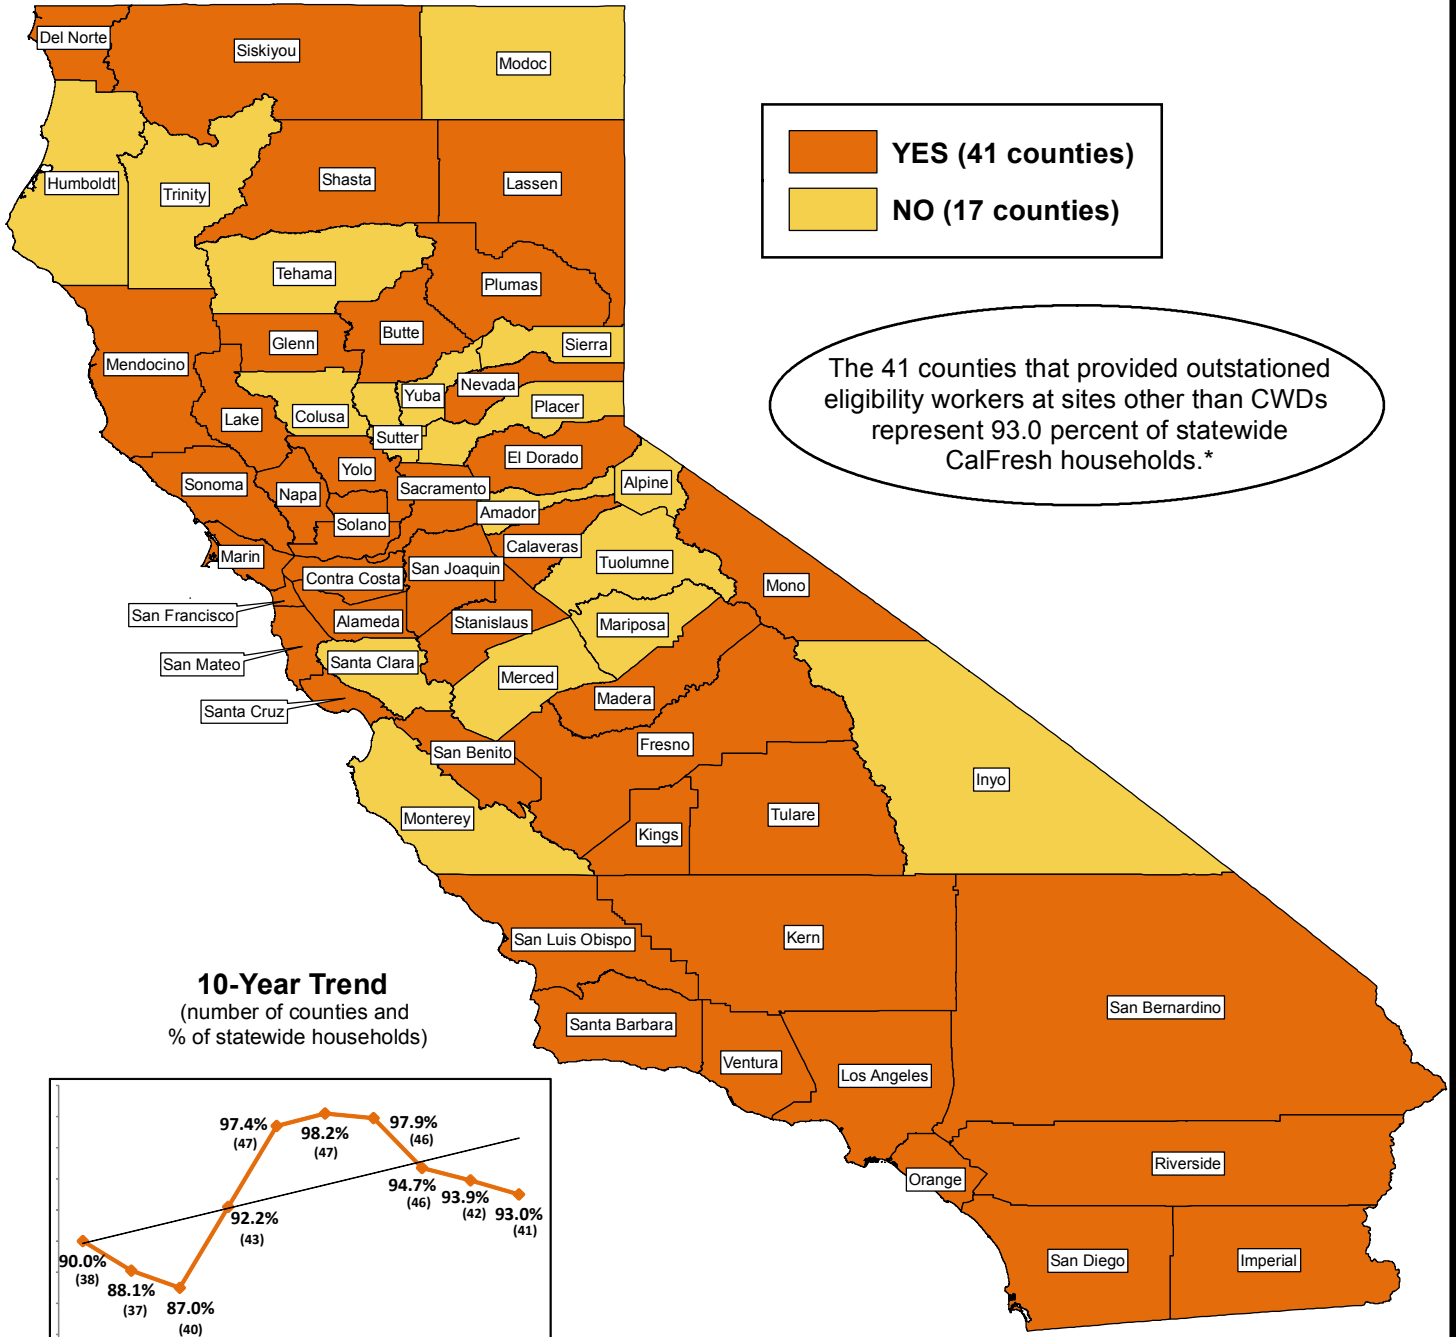 Del Norte
Siskiyou
Modoc
Humboldt
Trinity
Shasta
Lassen
YES (41 counties)
NO (17 counties)
Tehama
Plumas
Glenn
Butte
Sierra
Mendocino
Nevada
Yuba
Placer
Lake
Colusa
Sutter
The 41 counties that provided outstationed
eligibility workers at sites other than CWDs
represent 93.0 percent of statewide
CalFresh households.*
El Dorado
Yolo
Sonoma
Napa
Sacramento
Alpine
Amador
Solano
Calaveras
Marin
Contra Costa
San Joaquin
Tuolumne
Mono
San Francisco
Alameda
Stanislaus
Mariposa
San Mateo
Santa Clara
Merced
Madera
Santa Cruz
San Benito
Fresno
Inyo
Monterey
Kings
Tulare
San Luis Obispo
Kern
San Bernardino
Santa Barbara
Ventura
Los Angeles
Orange
Riverside
San Diego
Imperial
10-Year Trend
(number of counties and
% of statewide households)
90.0%
(38)
88.1%
(37)
87.0%
(40)
92.2%
(43)
97.4%
(47)
98.2%
(47)
97.9%
(46)
94.7%
(46)
93.9%
(42)
93.0%
(41)